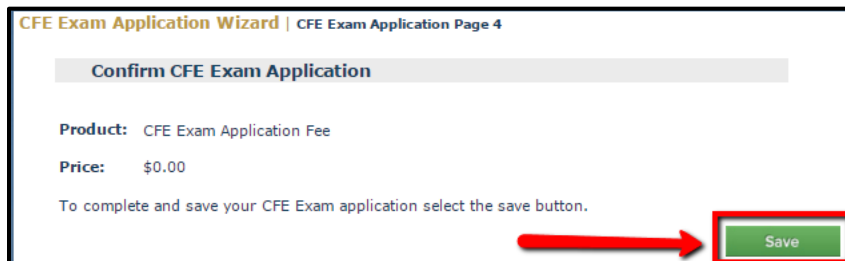 CFE Exam Application Wizard | CFE Exam Application Page 4
Confirm CFE Exam Application
Product: CFE Exam Application Fee
Price: $0.00
To complete and save your CFE Exam application select the save button.
Save